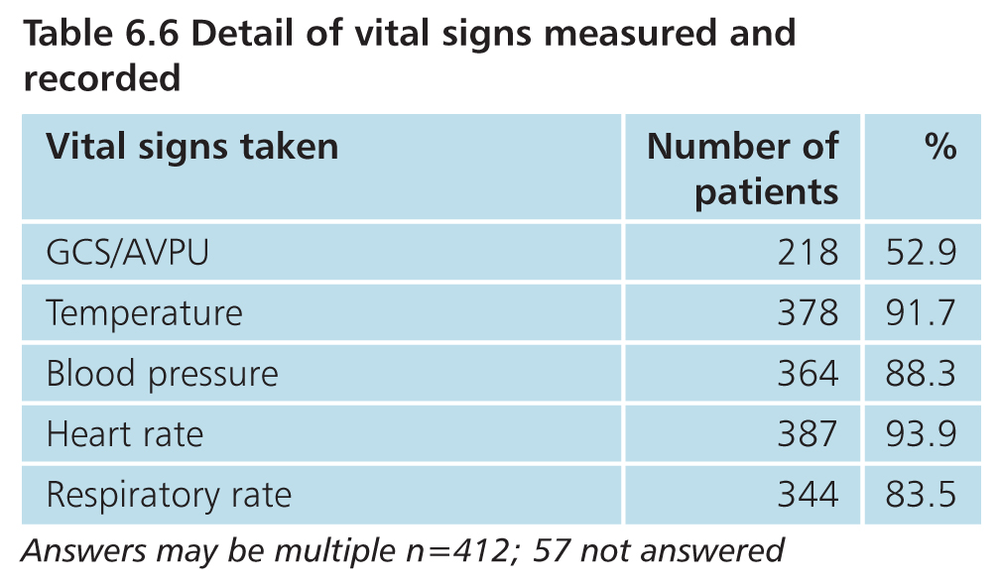 Table 6.6 Detail of vital signs measured and
recorded
Vital signs taken Number of patients %
GCS/AVPU 218 52.9
Temperature 378 91.7
Blood pressure 364 88.3
Heart rate 387 93.9
Respiratory rate 344 83.5
Answers may be multiple n=412; 57 not answered